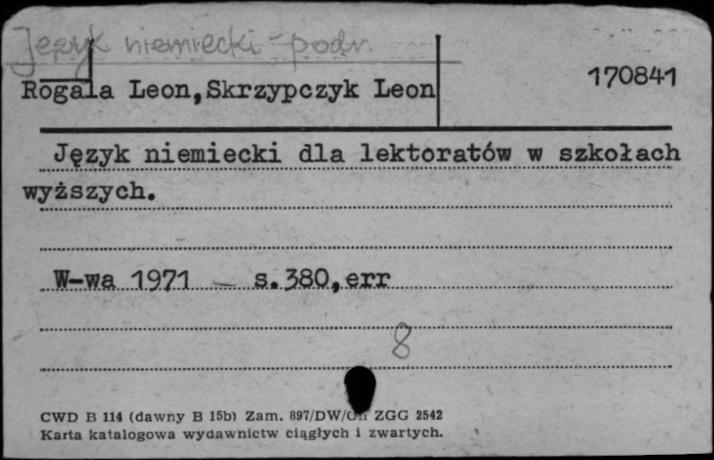 Język niemiecki - podr.
Rogala Leon,Skrzypczyk Leon
170841
Język niemiecki dla lektoratów w szkołach
wyższych.
W-wa 1971 — s.380,err
8
CWD B 114 (dawny B 15b) Zam. 897/DW/ ZGG 2542
Karta katalogowa wydawnictw ciągłych i zwartych.